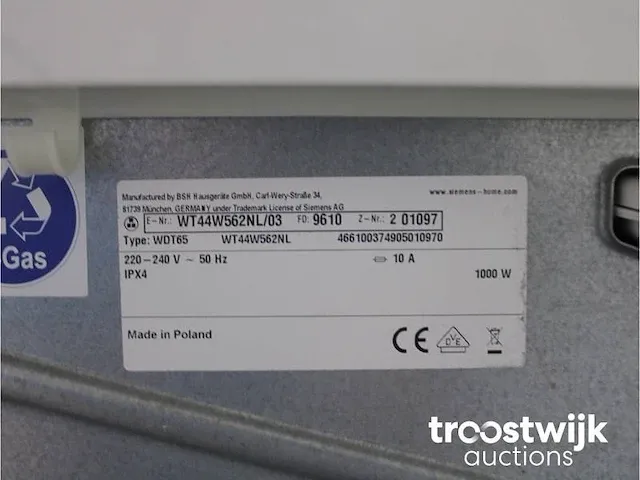 Manufactured by BSH Hausgeräte GmbH, Carl-Wery-Straße 34,
81739 München, GERMANY under Trademark License of Siemens AG
www.siemens-home.com
E-Nr.: WT44W562NL/03 FD: 9610 Z-Nr.: 2 01097
Type: WDT65 WT44W562NL 466100374905010970
220-240 V ~ 50 Hz 10 A
IPX4 1000 W
Made in Poland
CE
DVE
-Gas
troostwijk
auctions